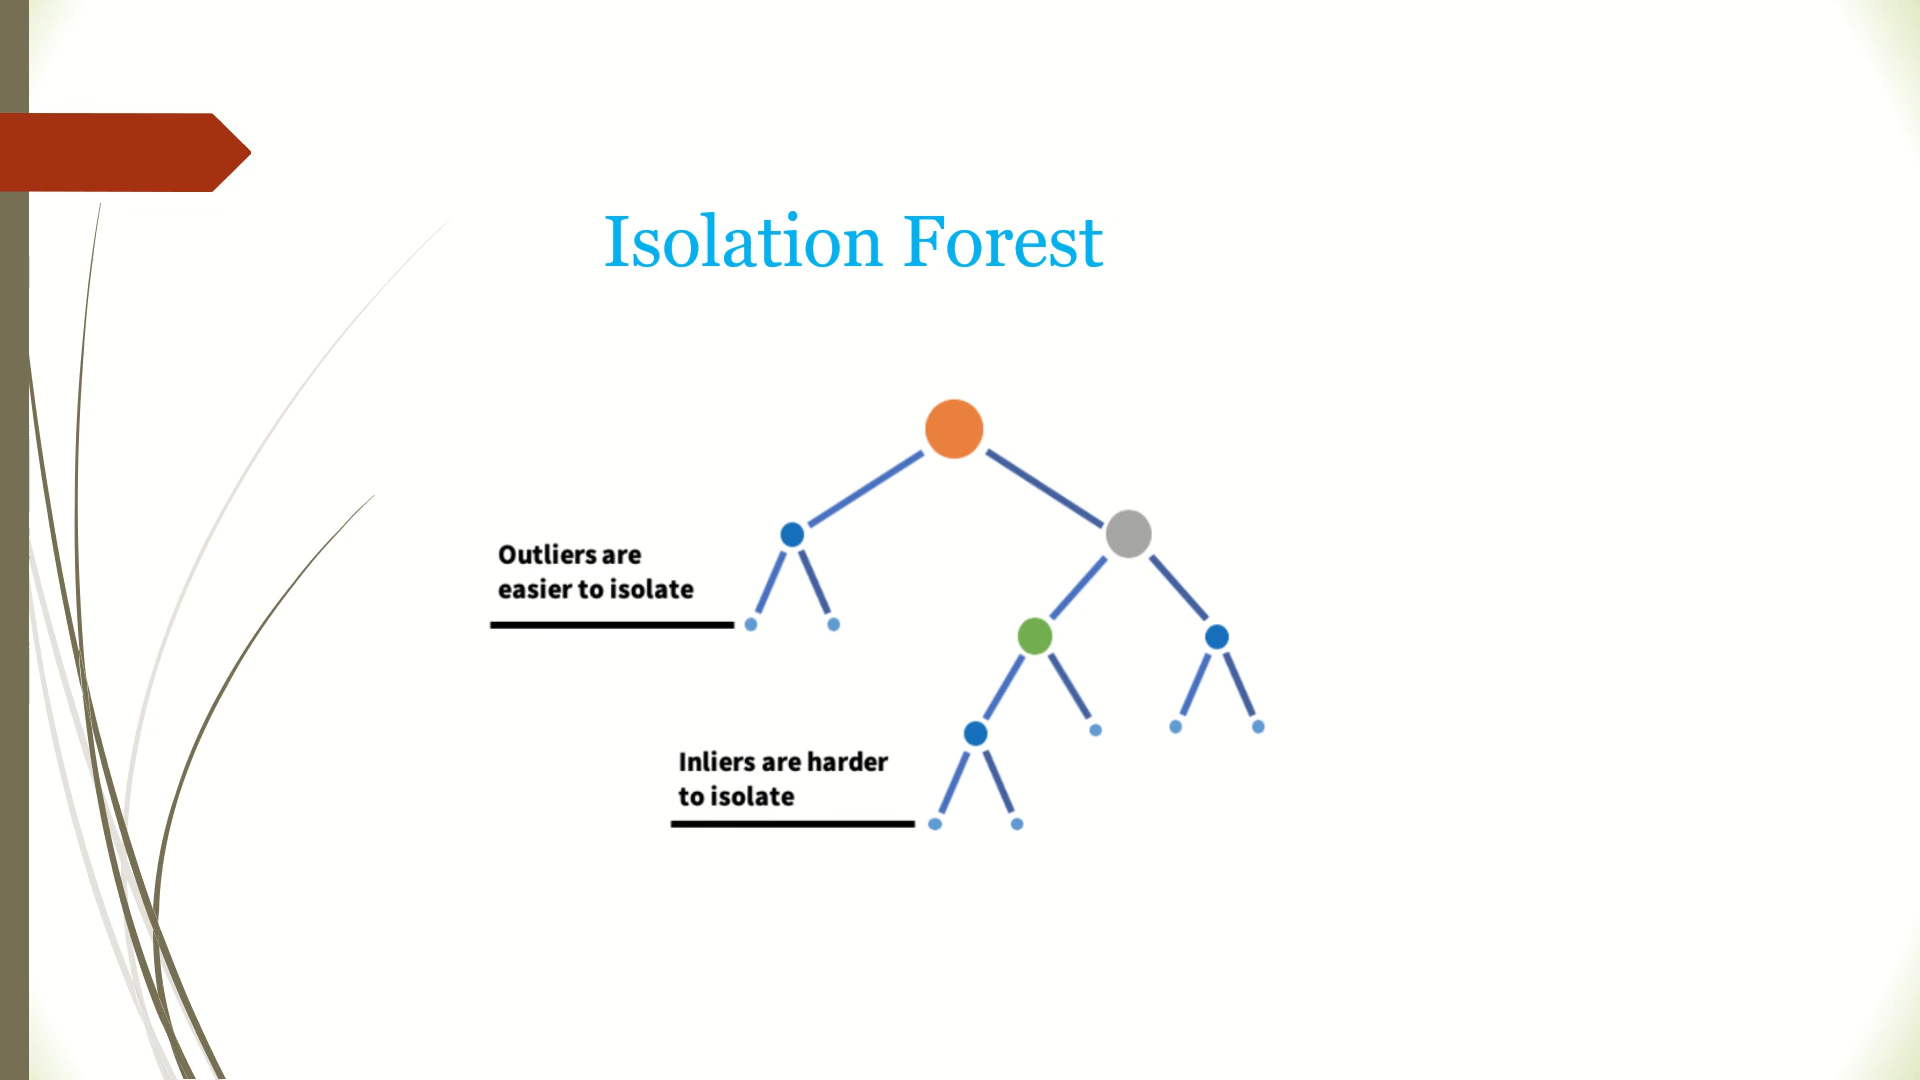 Isolation Forest
Outliers are
easier to isolate
Inliers are harder
to isolate